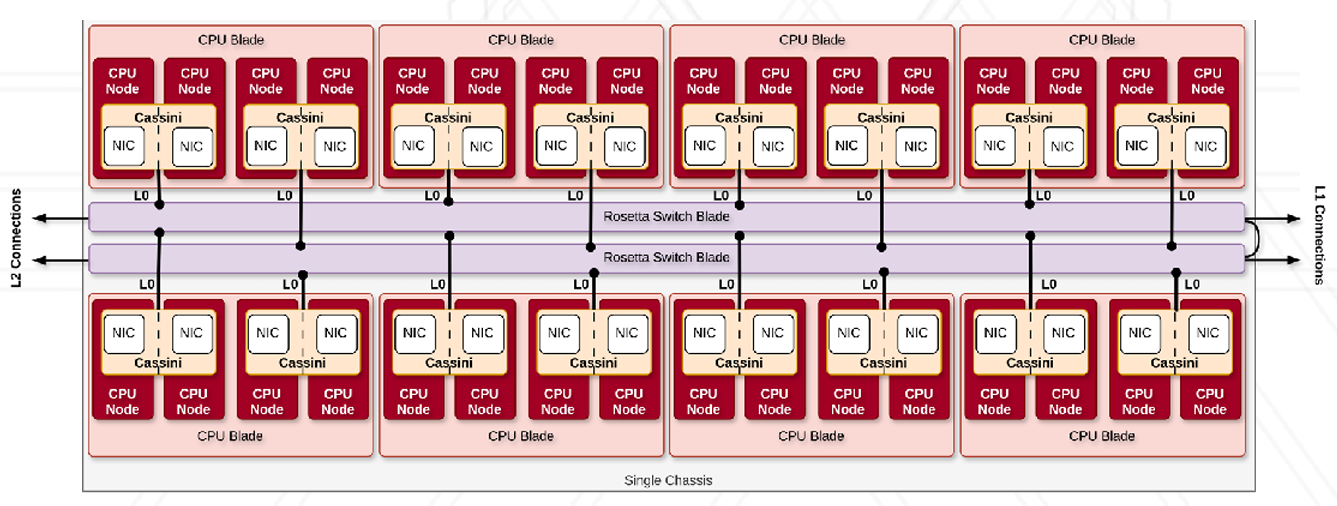 CPU Blade
CPU Blade
CPU Blade
CPU Blade
CPU CPU CPU CPU CPU CPU CPU CPU CPU CPU CPU CPU CPU CPU CPU CPU
Node Node Node Node Node Node Node Node Node Node Node Node Node Node Node Node
Cassini Cassini Cassini Cassini Cassini Cassini Cassini Cassini
NIC NIC NIC NIC NIC NIC NIC NIC NIC NIC NIC NIC NIC NIC NIC NIC
L0 L0 L0 L0 L0 L0 L0 L0
L2 Connections
Rosetta Switch Blade
Rosetta Switch Blade
L1 Connections
L0 L0 L0 L0 L0 L0 L0 L0
NIC NIC NIC NIC NIC NIC NIC NIC NIC NIC NIC NIC NIC NIC NIC NIC
Cassini Cassini Cassini Cassini Cassini Cassini Cassini Cassini
CPU CPU CPU CPU CPU CPU CPU CPU CPU CPU CPU CPU CPU CPU CPU CPU
Node Node Node Node Node Node Node Node Node Node Node Node Node Node Node Node
CPU Blade
CPU Blade
CPU Blade
CPU Blade
Single Chassis